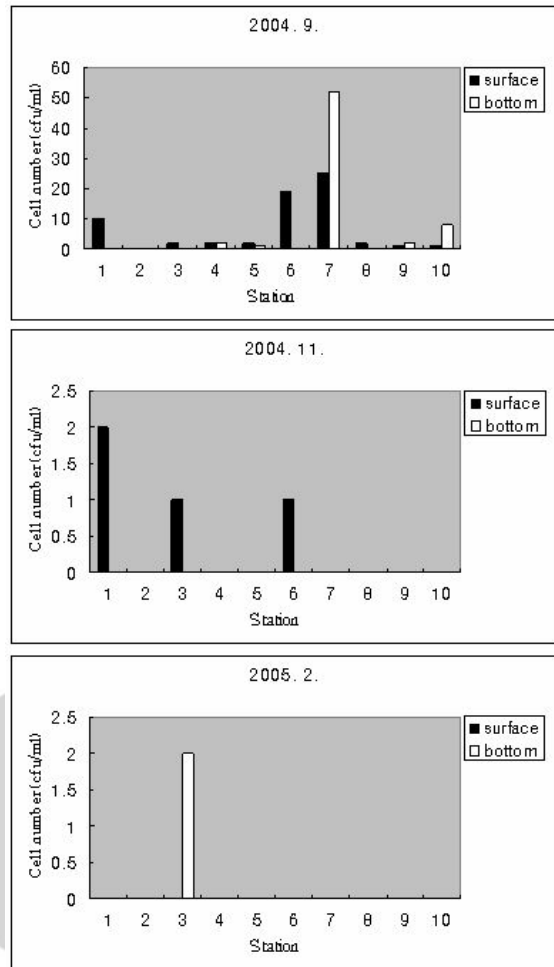 2004. 9.
60
50
40
30
20
10
0
Cell number(cfu/ml)
surface
bottom
1 2 3 4 5 6 7 8 9 10
Station
2004. 11.
2.5
2
1.5
1
0.5
0
Cell number(cfu/ml)
surface
bottom
1 2 3 4 5 6 7 8 9 10
Station
2005. 2.
2.5
2
1.5
1
0.5
0
Cell number(cfu/ml)
surface
bottom
1 2 3 4 5 6 7 8 9 10
Station